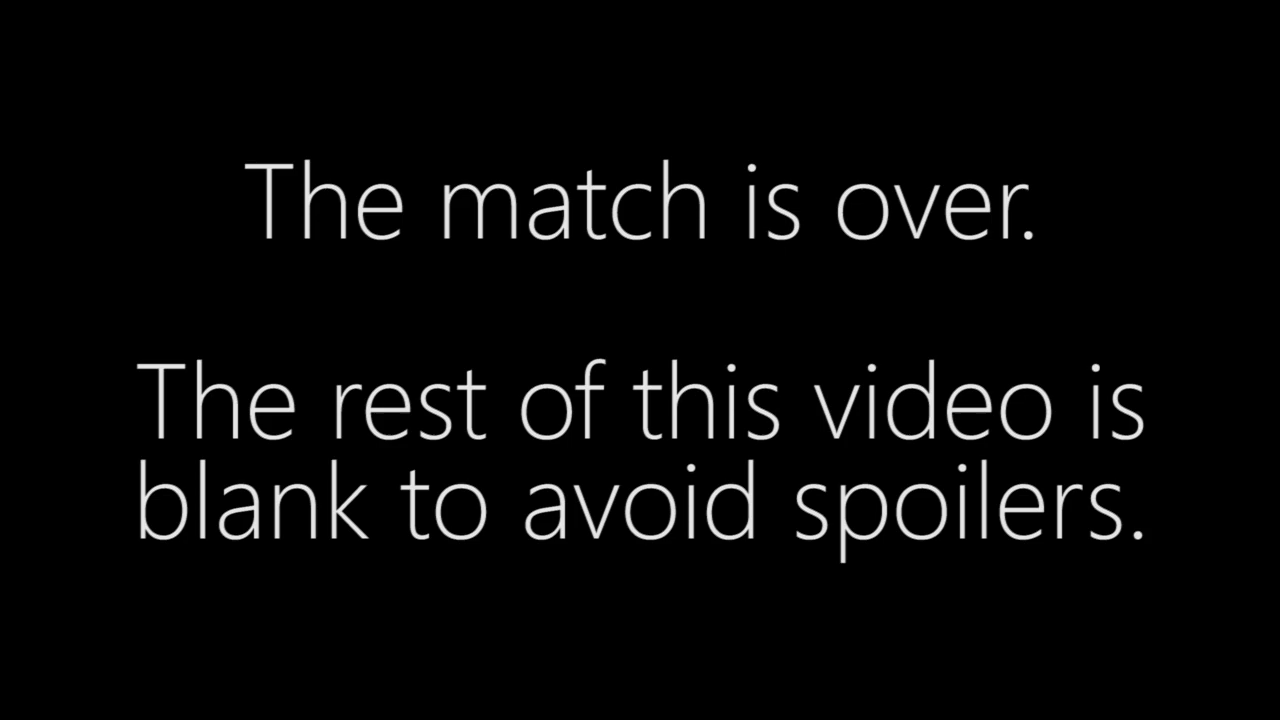 The match is over.
The rest of this video is
blank to avoid spoilers.